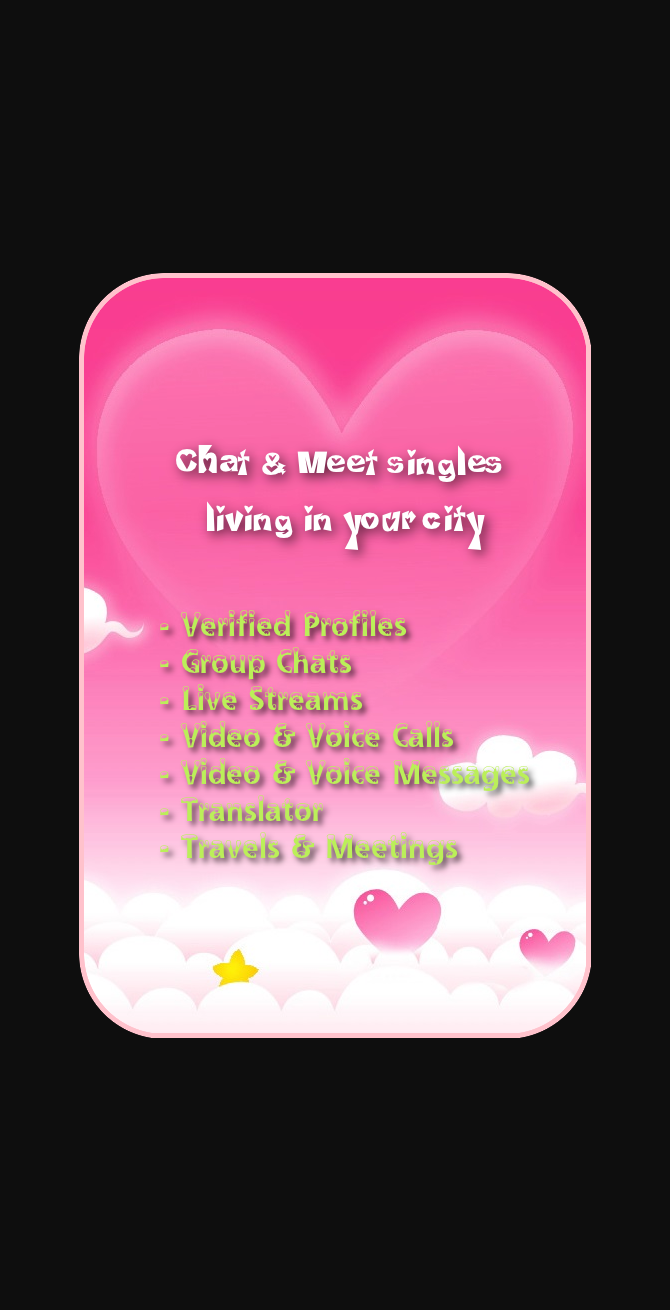 Chat & Meet singles
living in your city
- Verified Profiles
- Group Chats
- Live Streams
- Video & Voice Calls
- Video & Voice Messages
- Translator
- Travels & Meetings